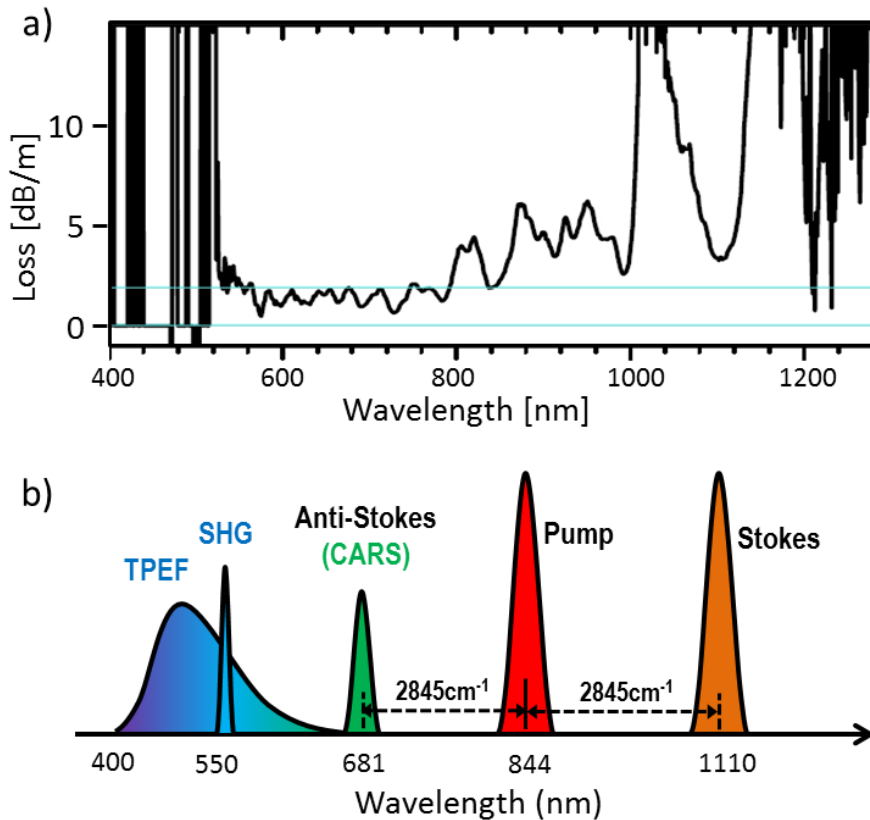 a)
Loss [dB/m]
10
5
0
400 600 800 1000 1200
Wavelength [nm]
b)
SHG
TPEF
Anti-Stokes
(CARS)
Pump
Stokes
2845cm⁻¹
2845cm⁻¹
400 550 681 844 1110
Wavelength (nm)